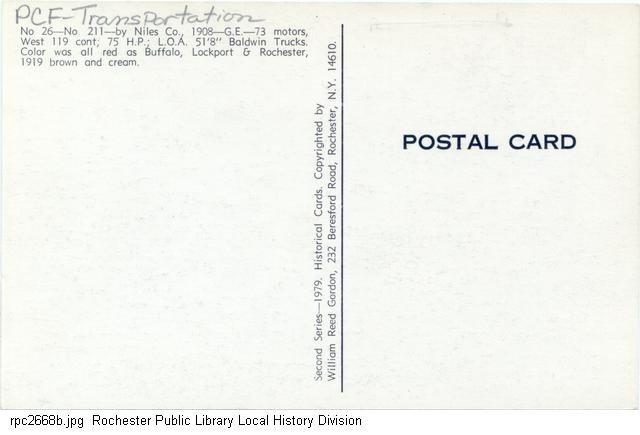 PCF-Transportation
No 26—No 211—by Niles Co., 1908—G.E.—73 motors,
West 119 cont; 75 H.P.; L.O.A. 51'8" Baldwin Trucks.
Color was all red as Buffalo, Lockport & Rochester,
1919 brown and cream.
Second Series—1979. Historical Cards. Copyrighted by
William Reed Gordon, 232 Beresford Road, Rochester, N.Y. 14610.
POSTAL CARD
rpc2668b.jpg Rochester Public Library Local History Division